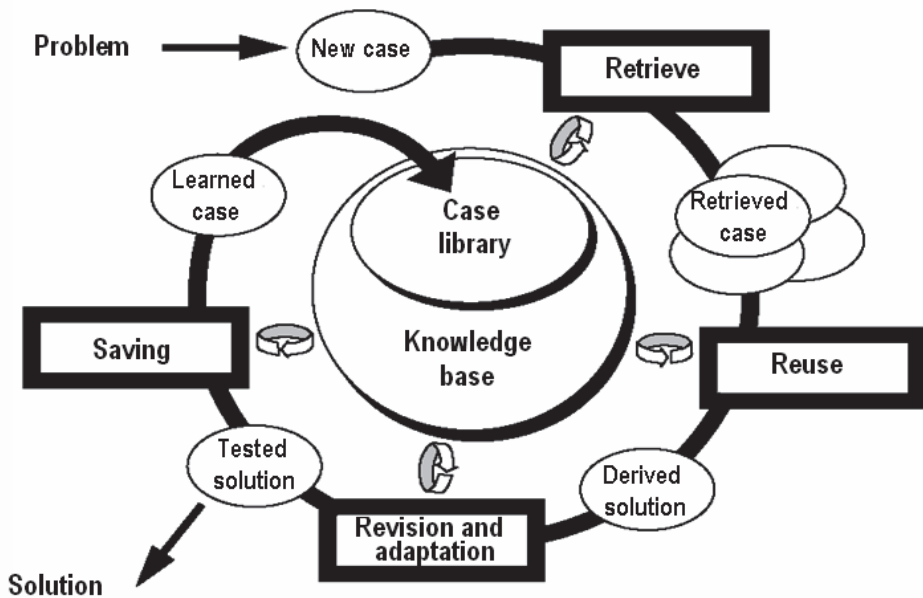 Problem
New case
Retrieve
Learned
case
Case
library
Retrieved
case
Saving
Knowledge
base
Reuse
Tested
solution
Derived
solution
Revision and
adaptation
Solution